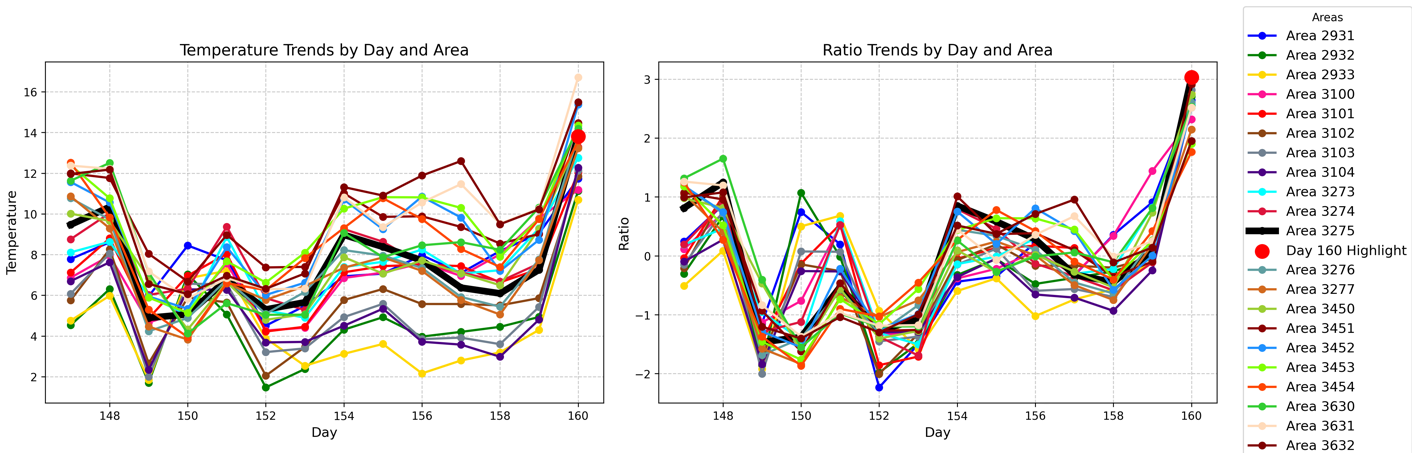 Temperature Trends by Day and Area
Temperature
16
14
12
10
8
6
4
2
148 150 152 154 156 158 160
Day
Ratio Trends by Day and Area
Ratio
3
2
1
0
−1
−2
148 150 152 154 156 158 160
Day
Areas
Area 2931
Area 2932
Area 2933
Area 3100
Area 3101
Area 3102
Area 3103
Area 3104
Area 3273
Area 3274
Area 3275
Day 160 Highlight
Area 3276
Area 3277
Area 3450
Area 3451
Area 3452
Area 3453
Area 3454
Area 3630
Area 3631
Area 3632